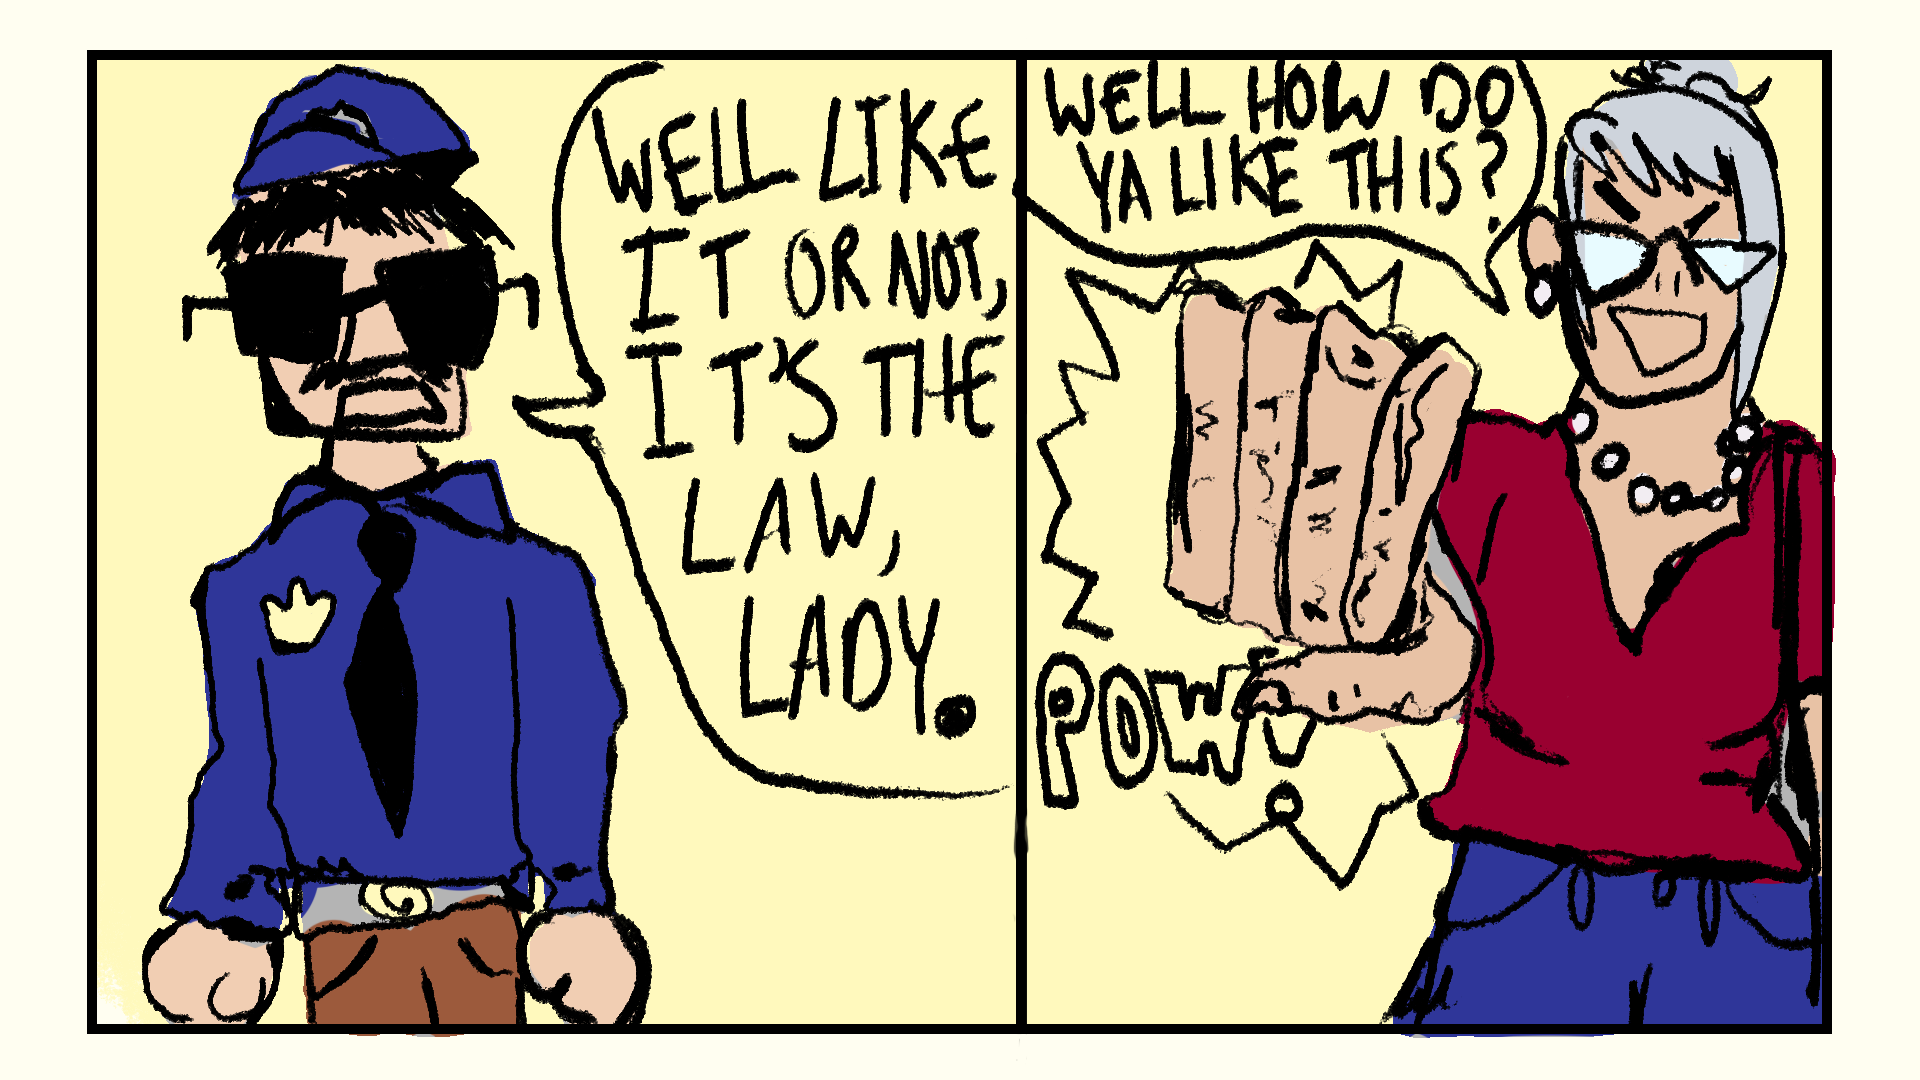 WELL LIKE
IT OR NOT,
IT'S THE
LAW,
LADY.
WELL HOW DO
YA LIKE THIS?
POW!